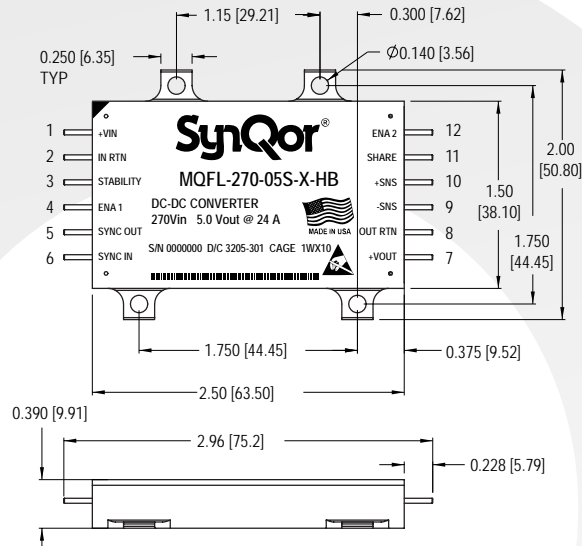 1.15 [29.21]
0.300 [7.62]
0.250 [6.35]
TYP
Ø0.140 [3.56]
SynQor®
MQFL-270-05S-X-HB
DC-DC CONVERTER
270Vin 5.0 Vout @ 24 A
MADE IN USA
S/N 0000000 D/C 3205-301 CAGE 1WX10
1 +VIN
2 IN RTN
3 STABILITY
4 ENA 1
5 SYNC OUT
6 SYNC IN
ENA 2 12
SHARE 11
+SNS 10
-SNS 9
OUT RTN 8
+VOUT 7
2.00
[50.80]
1.50
[38.10]
1.750
[44.45]
1.750 [44.45]
0.375 [9.52]
2.50 [63.50]
0.390 [9.91]
2.96 [75.2]
0.228 [5.79]